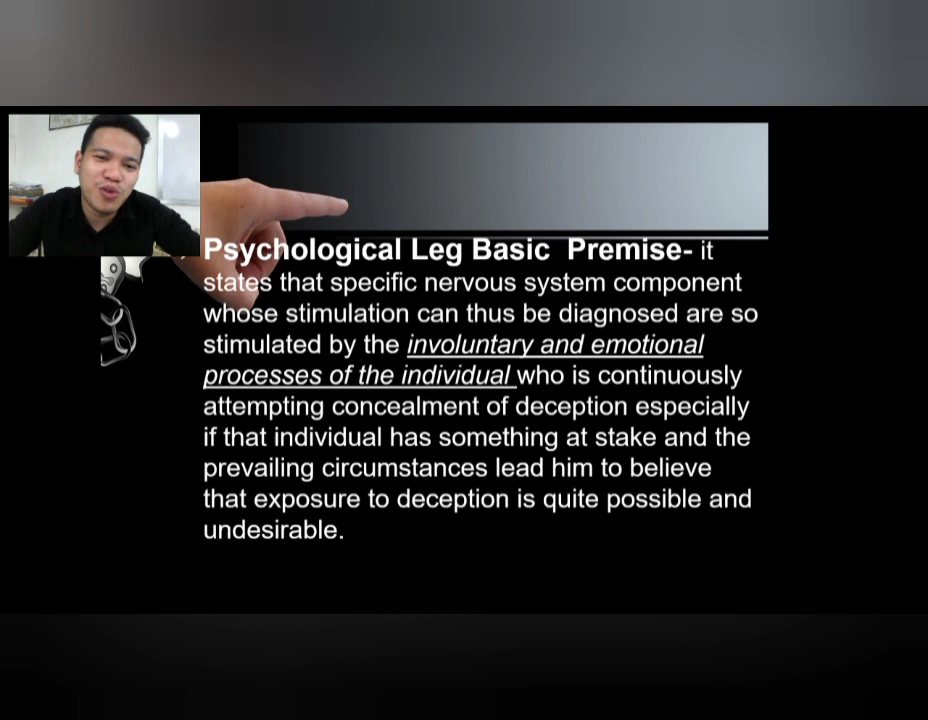 Psychological Leg Basic Premise- it
states that specific nervous system component
whose stimulation can thus be diagnosed are so
stimulated by the involuntary and emotional
processes of the individual who is continuously
attempting concealment of deception especially
if that individual has something at stake and the
prevailing circumstances lead him to believe
that exposure to deception is quite possible and
undesirable.